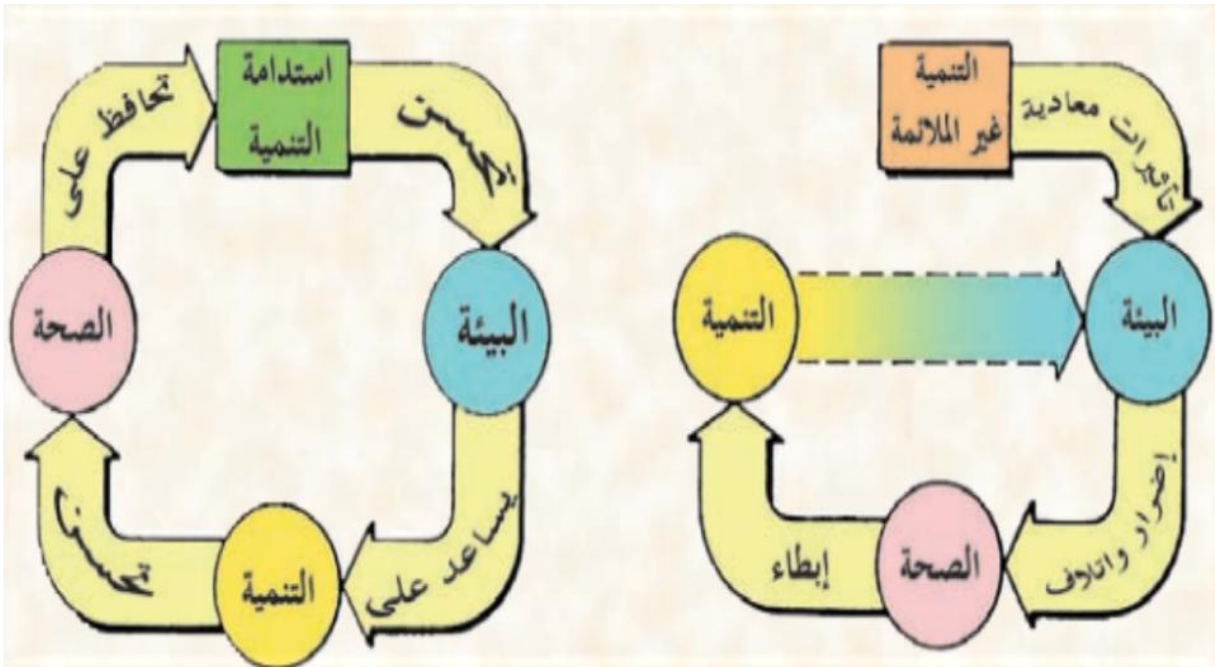 التنمية
غير الملائمة
تأثيرات معادية
البيئة
إضرار واتلاف
الصحة
إبطاء
التنمية
استدامة
التنمية
يحسن
البيئة
يساعد على
التنمية
تحسن
الصحة
تحافظ على